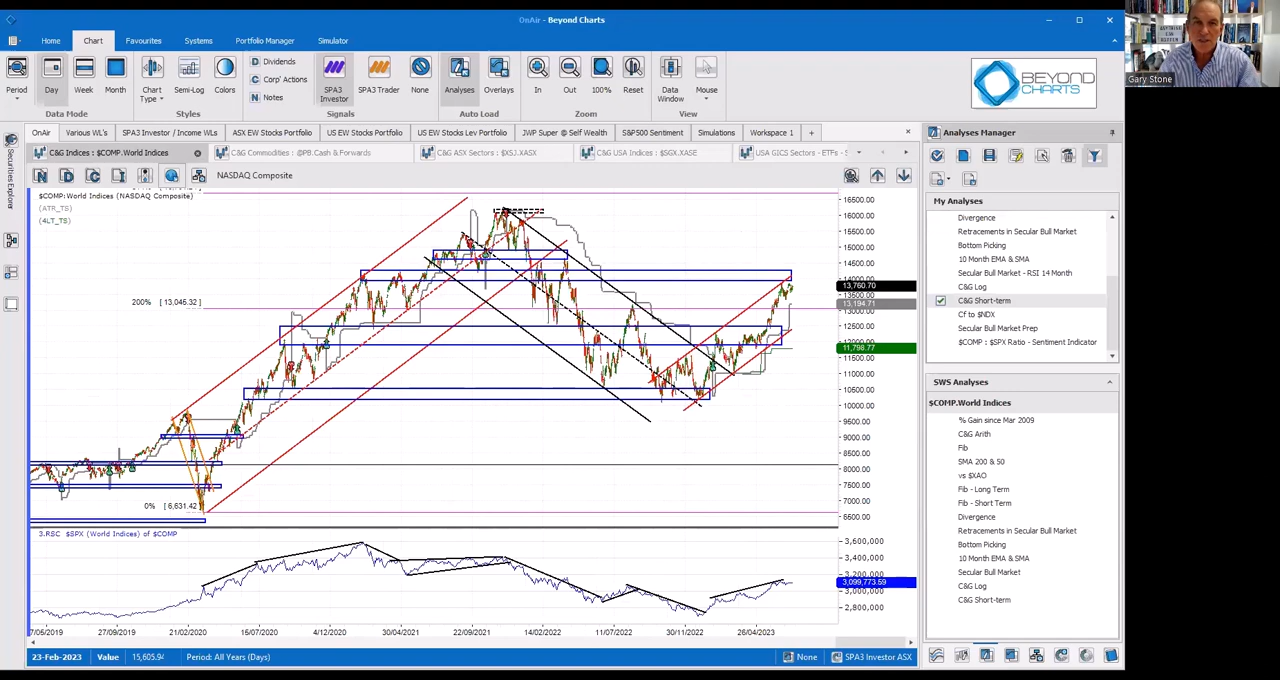 OnAir - Beyond Charts
Home Chart Favourites Systems Portfolio Manager Simulator
Period Day Week Month
Data Mode
Chart Type Semi-Log Colors
Styles
Dividends
Corp' Actions
Notes
SPA3 Investor SPA3 Trader None
Signals
Analyses Overlays
Auto Load
In Out 100% Reset
Zoom
Data Window Mouse
View
BEYOND CHARTS
Gary Stone
OnAir Various WL's SPA3 Investor / Income WLs ASX EW Stocks Portfolio US EW Stocks Portfolio US EW Stocks Lev Portfolio JWP Super @ Self Wealth S&P500 Sentiment Simulations Workspace 1 +
C&G Indices : $COMP.World Indices C&G Commodities : @PB.Cash & Forwards C&G ASX Sectors : $XSJ.XASX C&G USA Indices : $SGX.XASE USA GICS Sectors - ETFs - S
Securities Explorer
NASDAQ Composite
$COMP:World Indices (NASDAQ Composite)
(ATR_TS)
(4LT_TS)
200% [ 13,046.32 ]
0% [ 6,631.42 ]
16500.00
16000.00
15000.00
14500.00
14000.00
13,760.70
13500.00
13,194.71
12500.00
12000.00
11,798.77
11500.00
10500.00
10000.00
9000.00
8500.00
8000.00
7500.00
7000.00
6500.00
3.RSC $SPX (World Indices) of $COMP
3,600,000
3,400,000
3,200,000
3,099,773.59
3,000,000
2,800,000
7/05/2019 27/09/2019 21/02/2020 15/07/2020 4/12/2020 30/04/2021 22/09/2021 14/02/2022 11/07/2022 30/11/2022 26/04/2023
23-Feb-2023 Value 15,605.94 Period: All Years (Days) None SPA3 Investor ASX
Analyses Manager
My Analyses
Divergence
Retracements in Secular Bull Market
Bottom Picking
10 Month EMA & SMA
Secular Bull Market - RSI 14 Month
C&G Log
C&G Short-term
Cf to $NDX
Secular Bull Market Prep
$COMP : $SPX Ratio - Sentiment Indicator
SWS Analyses
$COMP.World Indices
% Gain since Mar 2009
C&G Arith
Fib
SMA 200 & 50
vs $XAO
Fib - Long Term
Fib - Short Term
Divergence
Retracements in Secular Bull Market
Bottom Picking
10 Month EMA & SMA
Secular Bull Market
C&G Log
C&G Short-term